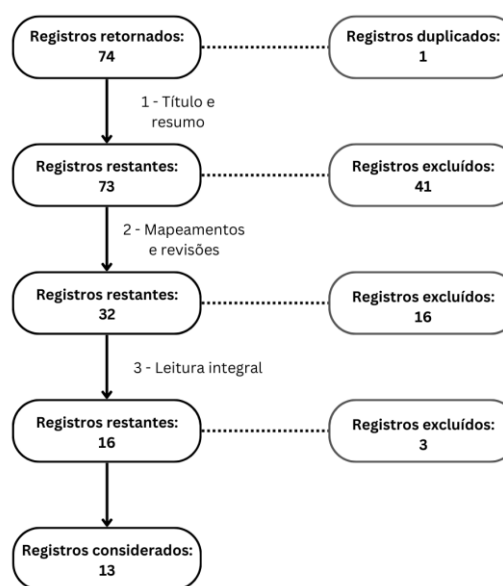 Registros retornados:
74
Registros duplicados:
1
1 - Título e
resumo
Registros restantes:
73
Registros excluídos:
41
2 - Mapeamentos
e revisões
Registros restantes:
32
Registros excluídos:
16
3 - Leitura integral
Registros restantes:
16
Registros excluídos:
3
Registros considerados:
13